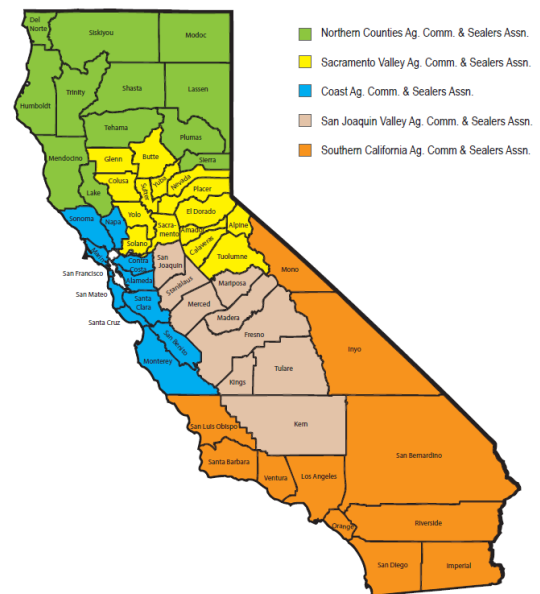 Del
Norte
Siskiyou
Modoc
Humboldt
Trinity
Shasta
Lassen
Tehama
Plumas
Mendocino
Glenn
Butte
Sierra
Lake
Colusa
Sutter
Yuba
Nevada
Placer
Sonoma
Napa
Yolo
El Dorado
Sacra-
mento
Amador
Alpine
Solano
Calaveras
Tuolumne
Contra
Costa
San
Joaquin
Mono
San Francisco
Alameda
Stanislaus
Mariposa
San Mateo
Santa
Clara
Merced
Madera
Santa Cruz
San Benito
Fresno
Inyo
Monterey
Kings
Tulare
San Luis Obispo
Kern
San Bernardino
Santa Barbara
Ventura
Los Angeles
Orange
Riverside
San Diego
Imperial
Northern Counties Ag. Comm. & Sealers Assn.
Sacramento Valley Ag. Comm. & Sealers Assn.
Coast Ag. Comm. & Sealers Assn.
San Joaquin Valley Ag. Comm. & Sealers Assn.
Southern California Ag. Comm & Sealers Assn.